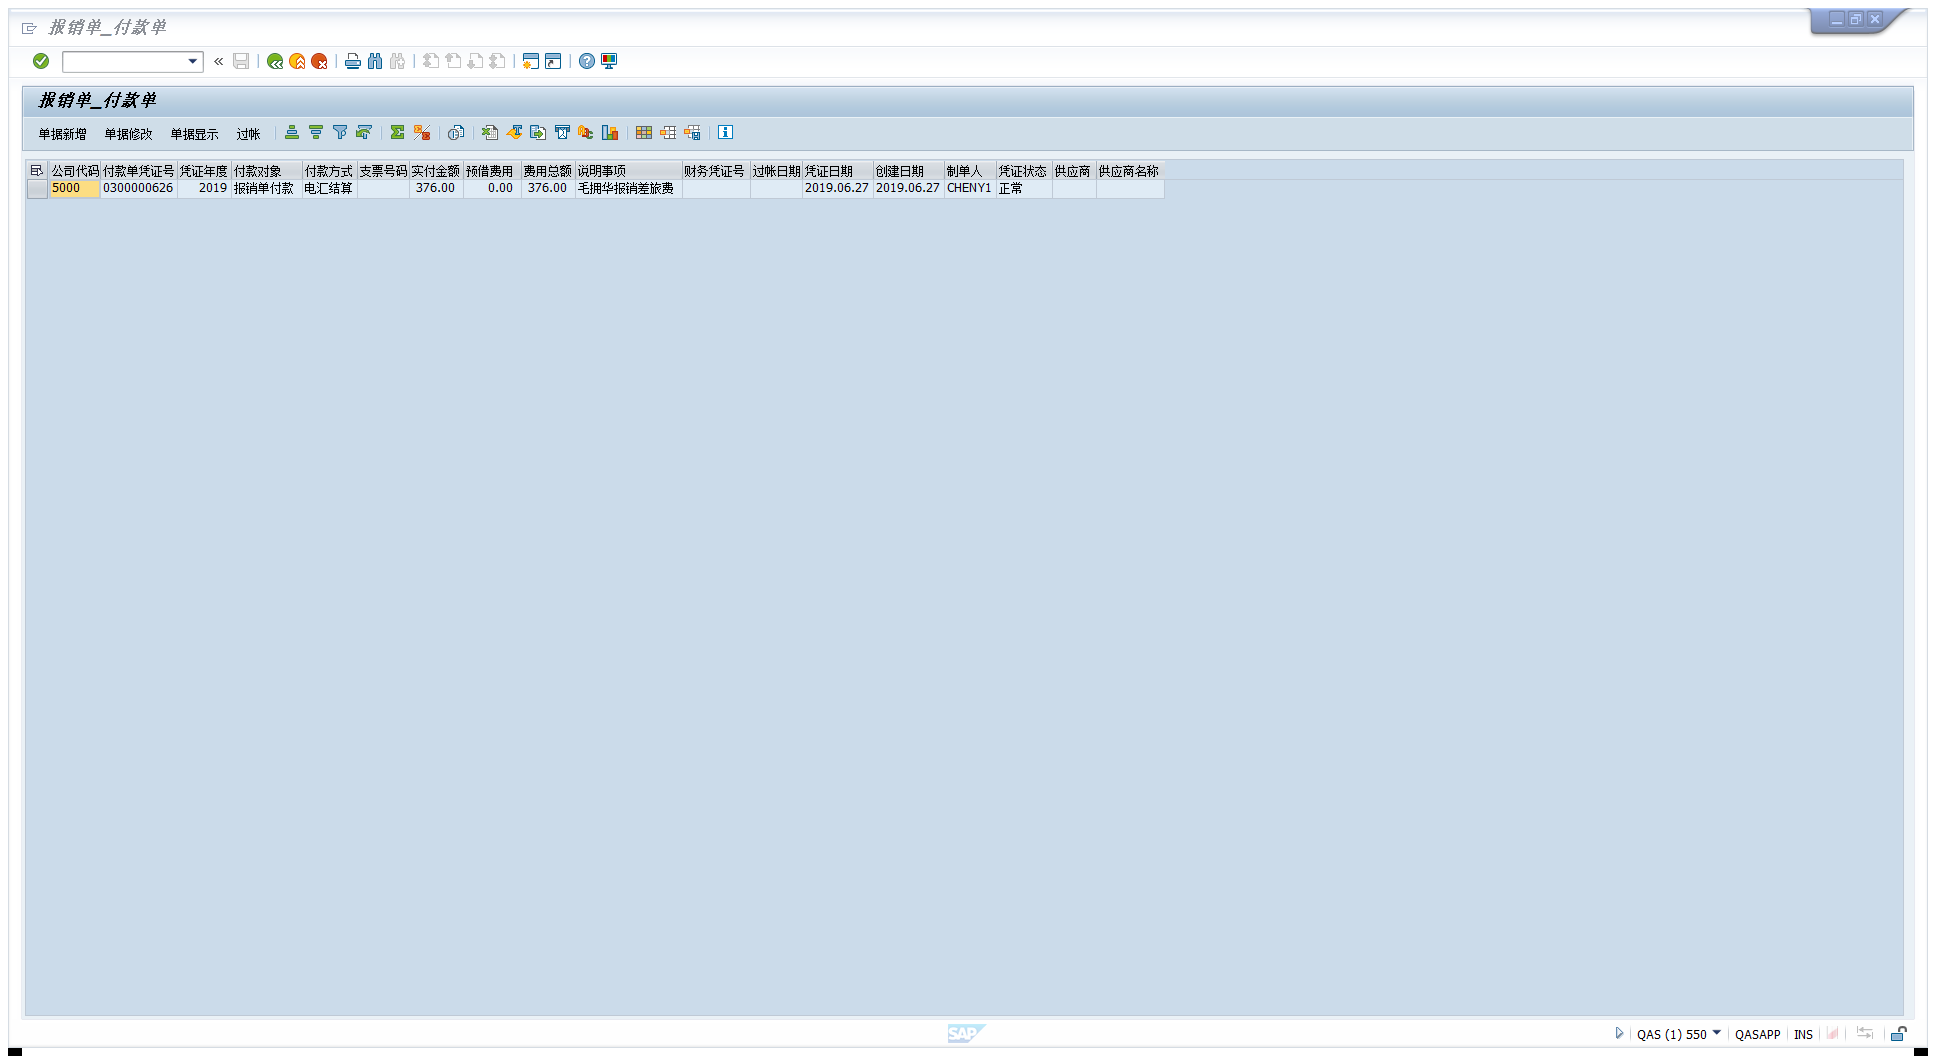 报销单_付款单
报销单_付款单
单据新增 单据修改 单据显示 过帐
公司代码 付款单凭证号 凭证年度 付款对象 付款方式 支票号码 实付金额 预借费用 费用总额 说明事项 财务凭证号 过帐日期 凭证日期 创建日期 制单人 凭证状态 供应商 供应商名称
5000 0300000626 2019 报销单付款 电汇结算 376.00 0.00 376.00 毛拥华报销差旅费 2019.06.27 2019.06.27 CHENY1 正常
SAP
QAS (1) 550 QASAPP INS